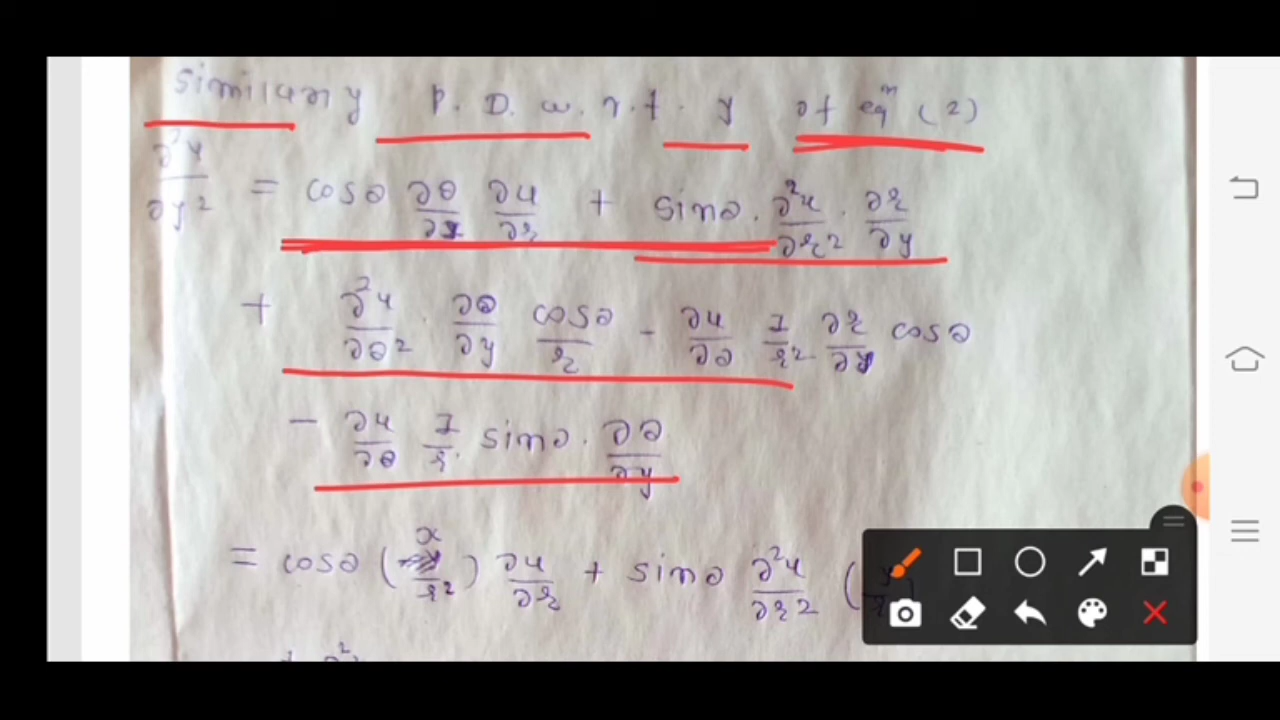 similarly P. D. w. r. t. y of eqⁿ (2)
∂²u/∂y² = cosθ ∂θ/∂y ∂u/∂r + sinθ. ∂²u/∂r² . ∂r/∂y
+ ∂²u/∂θ² ∂θ/∂y cosθ/r - ∂u/∂θ 1/r² ∂r/∂y cosθ
- ∂u/∂θ 1/r. sinθ. ∂θ/∂y
= cosθ (x/r²) ∂u/∂r + sinθ ∂²u/∂r² (